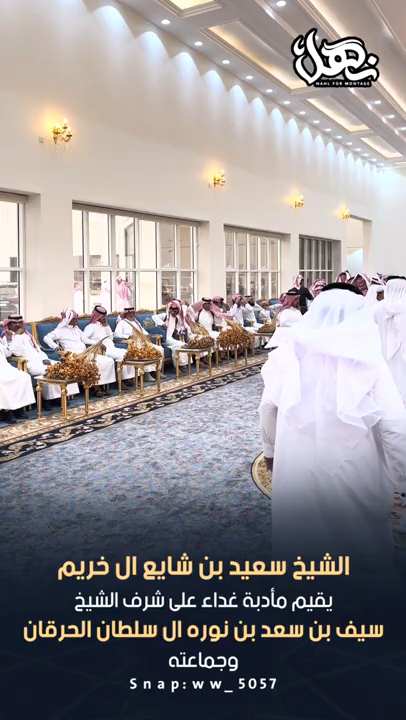 نهل
NAHL FOR MONTAGE
الشيخ سعيد بن شايع ال خريم
يقيم مأدبة غداء على شرف الشيخ
سيف بن سعد بن نوره ال سلطان الحرقان
وجماعته
Snap:ww_5057